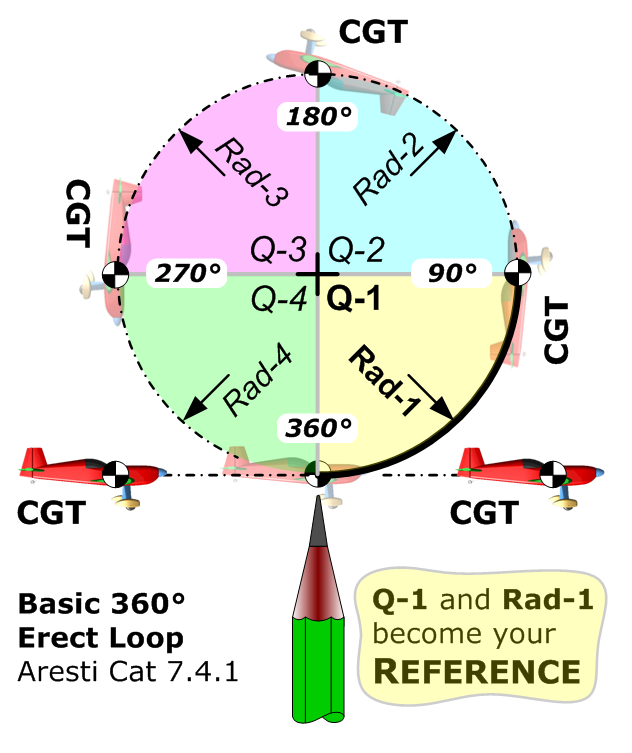 CGT
180°
Rad-3
Rad-2
CGT
Q-3
Q-2
270°
90°
Q-4
Q-1
CGT
Rad-4
Rad-1
360°
CGT
CGT
Basic 360°
Erect Loop
Aresti Cat 7.4.1
Q-1 and Rad-1
become your
REFERENCE